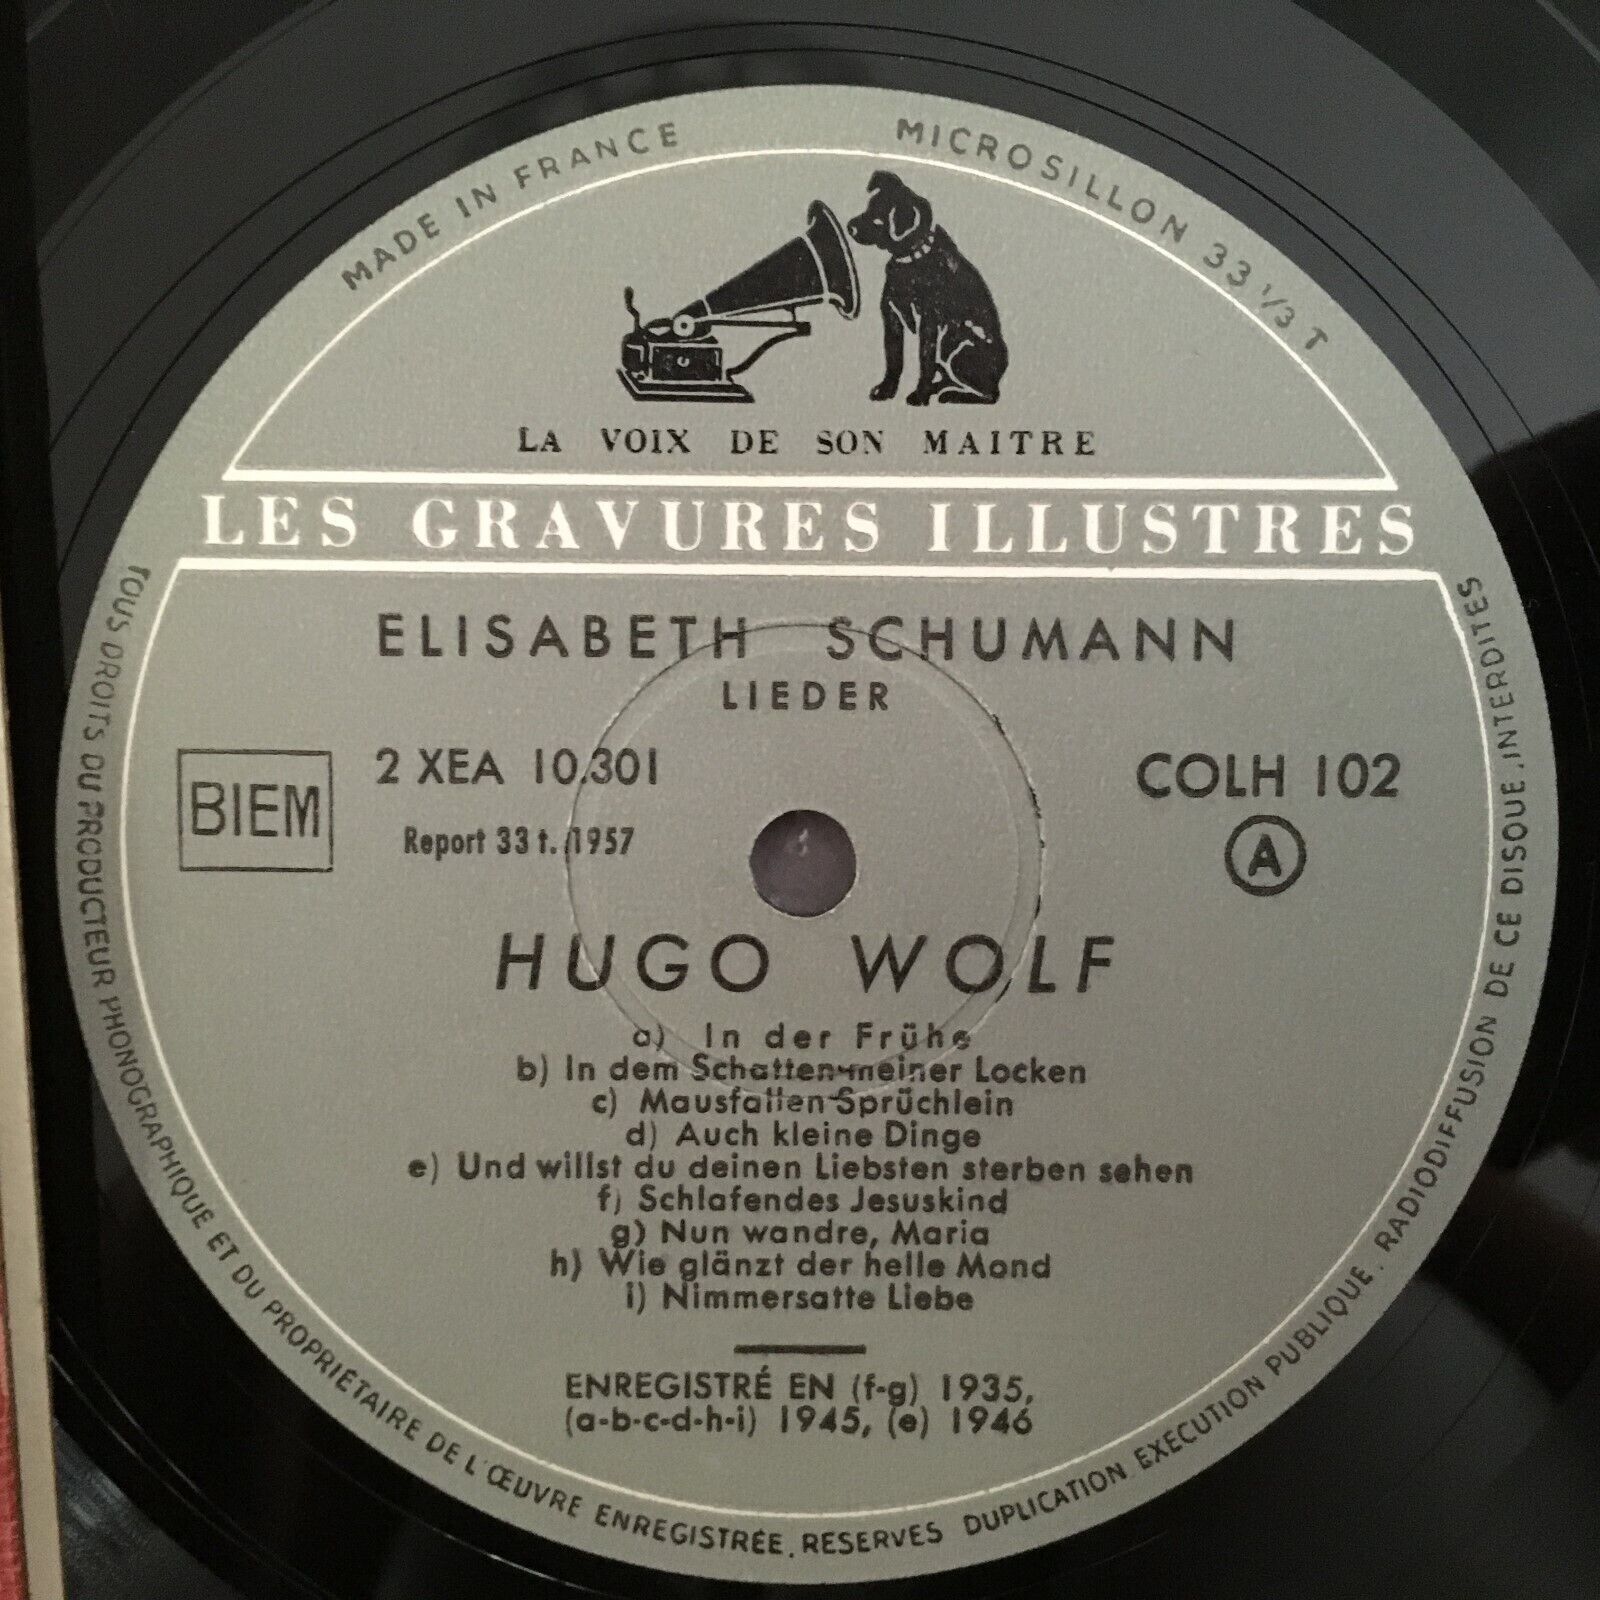 MADE IN FRANCE
MICROSILLON 33 1/3 T
LA VOIX DE SON MAITRE
LES GRAVURES ILLUSTRES
ELISABETH SCHUMANN
LIEDER
2 XEA 10.301
COLH 102
BIEM
Report 33 t. 1957
A
HUGO WOLF
a) In der Frühe
b) In dem Schatten meiner Locken
c) Mausfallen-Sprüchlein
d) Auch kleine Dinge
e) Und willst du deinen Liebsten sterben sehen
f) Schlafendes Jesuskind
g) Nun wandre, Maria
h) Wie glänzt der helle Mond
i) Nimmersatte Liebe
ENREGISTRÉ EN (f-g) 1935,
(a-b-c-d-h-i) 1945, (e) 1946
TOUS DROITS DU PRODUCTEUR PHONOGRAPHIQUE ET DU PROPRIÉTAIRE DE L'ŒUVRE ENREGISTRÉE. RESERVES DUPLICATION EXECUTION PUBLIQUE. RADIODIFFUSION DE CE DISQUE. INTERDITES